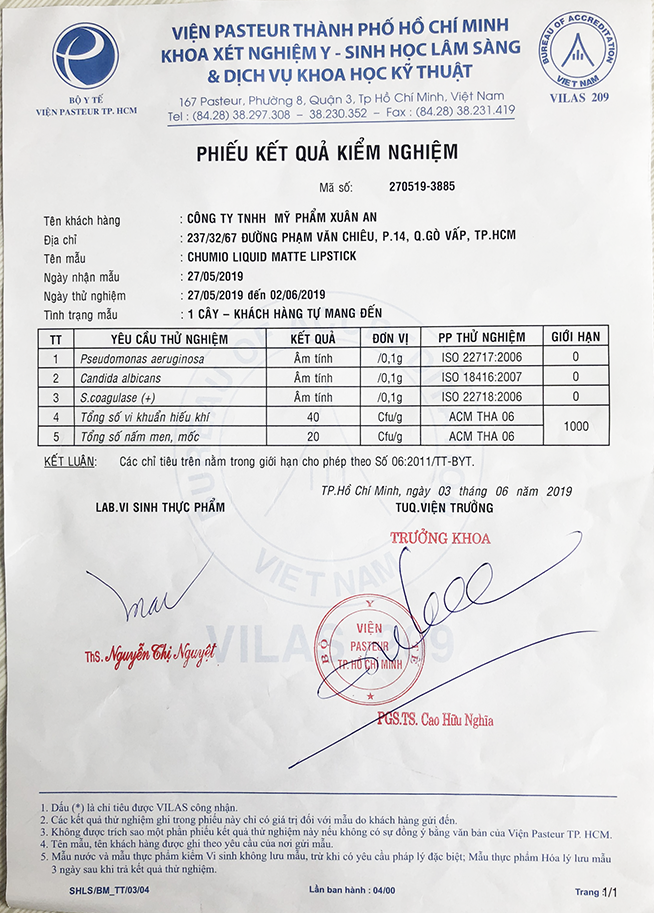 VIỆN PASTEUR THÀNH PHỐ HỒ CHÍ MINH
KHOA XÉT NGHIỆM Y - SINH HỌC LÂM SÀNG
& DỊCH VỤ KHOA HỌC KỸ THUẬT
167 Pasteur, Phường 8, Quận 3, Tp Hồ Chí Minh, Việt Nam
Tel : (84.28) 38.297.308 – 38.230.352 – Fax : (84.28) 38.231.419
BỘ Y TẾ
VIỆN PASTEUR TP. HCM
BUREAU OF ACCREDITATION
VIET NAM
VILAS 209
PHIẾU KẾT QUẢ KIỂM NGHIỆM
Mã số: 270519-3885
Tên khách hàng : CÔNG TY TNHH MỸ PHẨM XUÂN AN
Địa chỉ : 237/32/67 ĐƯỜNG PHẠM VĂN CHIÊU, P.14, Q.GÒ VẤP, TP.HCM
Tên mẫu : CHUMIO LIQUID MATTE LIPSTICK
Ngày nhận mẫu : 27/05/2019
Ngày thử nghiệm : 27/05/2019 đến 02/06/2019
Tình trạng mẫu : 1 CÂY – KHÁCH HÀNG TỰ MANG ĐẾN
TT YÊU CẦU THỬ NGHIỆM KẾT QUẢ ĐƠN VỊ PP THỬ NGHIỆM GIỚI HẠN
1 Pseudomonas aeruginosa Âm tính /0,1g ISO 22717:2006 0
2 Candida albicans Âm tính /0,1g ISO 18416:2007 0
3 S.coagulase (+) Âm tính /0,1g ISO 22718:2006 0
4 Tổng số vi khuẩn hiếu khí 40 Cfu/g ACM THA 06 1000
5 Tổng số nấm men, mốc 20 Cfu/g ACM THA 06
KẾT LUẬN: Các chỉ tiêu trên nằm trong giới hạn cho phép theo Số 06:2011/TT-BYT.
TP.Hồ Chí Minh, ngày 03 tháng 06 năm 2019
LAB.VI SINH THỰC PHẨM TUQ.VIỆN TRƯỞNG
TRƯỞNG KHOA
BUREAU OF ACCREDITATION
VIET NAM
VILAS 209
BỘ Y TẾ
VIỆN
PASTEUR
TP.HỒ CHÍ MINH
ThS. Nguyễn Thị Nguyệt
PGS.TS. Cao Hữu Nghĩa
1. Dấu (*) là chỉ tiêu được VILAS công nhận.
2. Các kết quả thử nghiệm ghi trong phiếu này chỉ có giá trị đối với mẫu do khách hàng gửi đến.
3. Không được trích sao một phần phiếu kết quả thử nghiệm này nếu không có sự đồng ý bằng văn bản của Viện Pasteur TP. HCM.
4. Tên mẫu, tên khách hàng được ghi theo yêu cầu của nơi gửi mẫu.
5. Mẫu nước và mẫu thực phẩm kiểm Vi sinh không lưu mẫu, trừ khi có yêu cầu pháp lý đặc biệt; Mẫu thực phẩm Hóa lý lưu mẫu
3 ngày sau khi trả kết quả thử nghiệm.
SHLS/BM_TT/03/04 Lần ban hành : 04/00 Trang 1/1